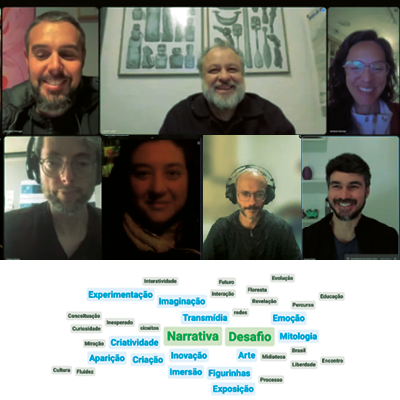 Evolução
Interatividade
Futuro
Experimentação
Imaginação
Interação
Floresta
Revelação
Educação
Percurso
Conceituação
Transmídia
redes
Emoção
Curiosidade
Inesperado
sinetes
Narrativa
Desafio
Mitologia
Miração
Criatividade
Brasil
Aparição
Criação
Inovação
Arte
Midiateca
Liberdade
Encontro
Cultura
Fluidez
Imersão
Figurinhas
Processo
Exposição